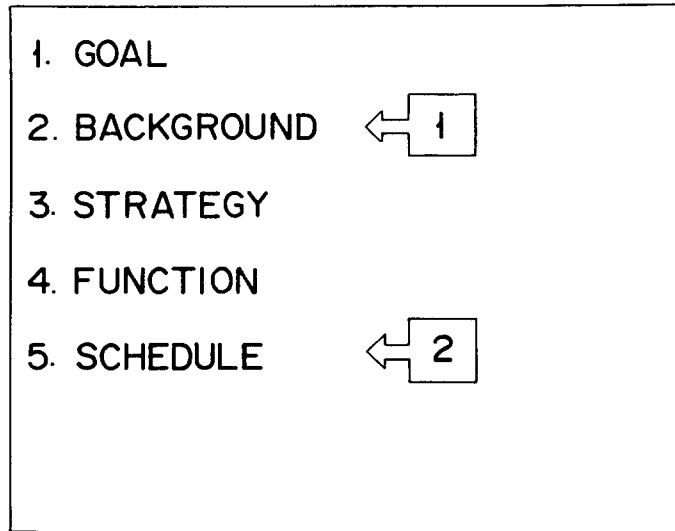 1. GOAL
2. BACKGROUND 1
3. STRATEGY
4. FUNCTION
5. SCHEDULE 2